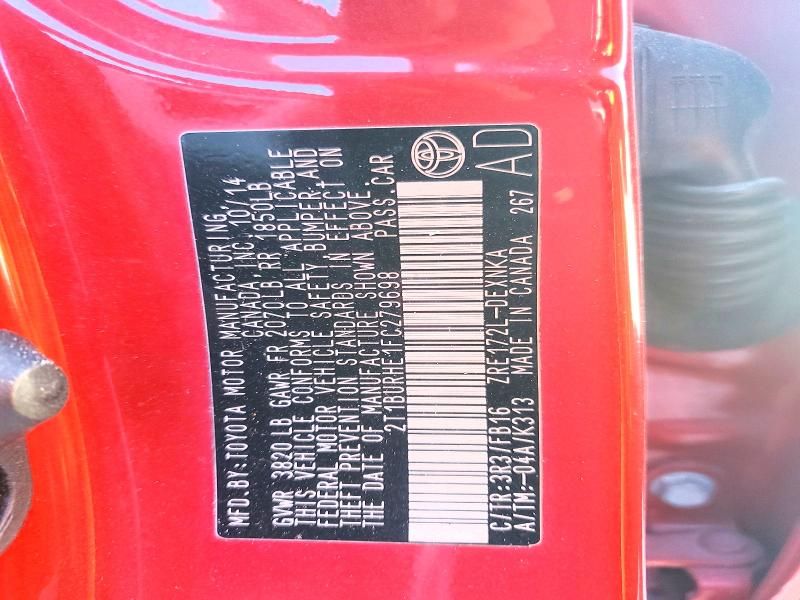 MFD.BY:TOYOTA MOTOR MANUFACTURING,
CANADA, INC. 10/14
GVWR 3820LB GAWR FR 2070LB RR 1850LB
THIS VEHICLE CONFORMS TO ALL APPLICABLE
FEDERAL MOTOR VEHICLE SAFETY, BUMPER, AND
THEFT PREVENTION STANDARDS IN EFFECT ON
THE DATE OF MANUFACTURE SHOWN ABOVE.
2T1BURHE1FC279698 PASS.CAR
C/TR:3R3/FB16 ZRE172L-DEXNKA
A/TM:-04A/K313 MADE IN CANADA 267
AD